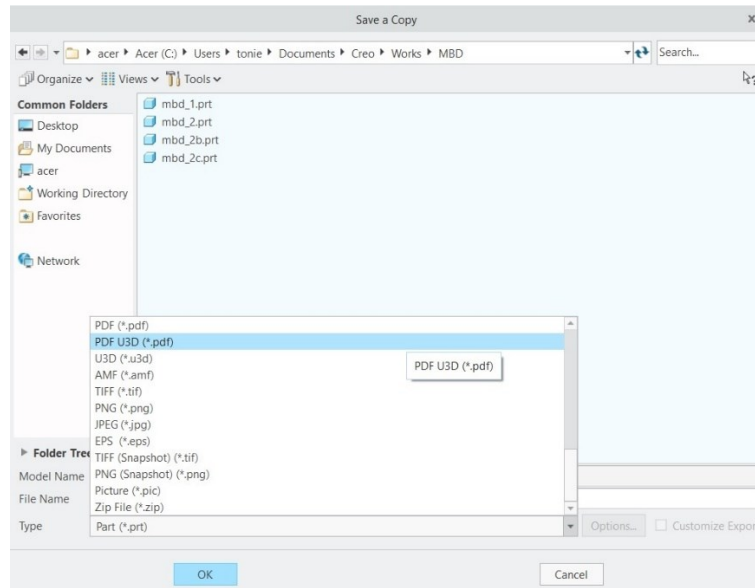 Save a Copy
acer Acer (C:) Users tonie Documents Creo Works MBD
Search...
Organize Views Tools
Common Folders
Desktop
My Documents
acer
Working Directory
Favorites
Network
mbd_1.prt
mbd_2.prt
mbd_2b.prt
mbd_2c.prt
PDF (*.pdf)
PDF U3D (*.pdf)
U3D (*.u3d)
PDF U3D (*.pdf)
AMF (*.amf)
TIFF (*.tif)
PNG (*.png)
JPEG (*.jpg)
EPS (*.eps)
TIFF (Snapshot) (*.tif)
PNG (Snapshot) (*.png)
Picture (*.pic)
Zip File (*.zip)
Folder Tree
Model Name
File Name
Type Part (*.prt) Options... Customize Expor
OK Cancel